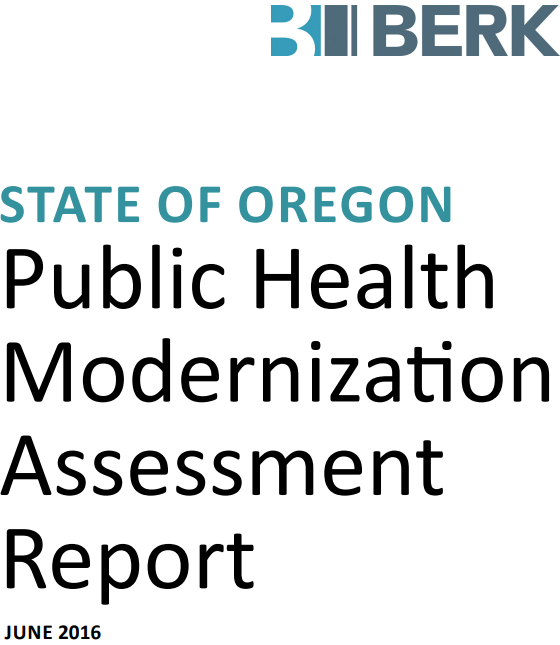 BERK
STATE OF OREGON
Public Health
Modernization
Assessment
Report
JUNE 2016